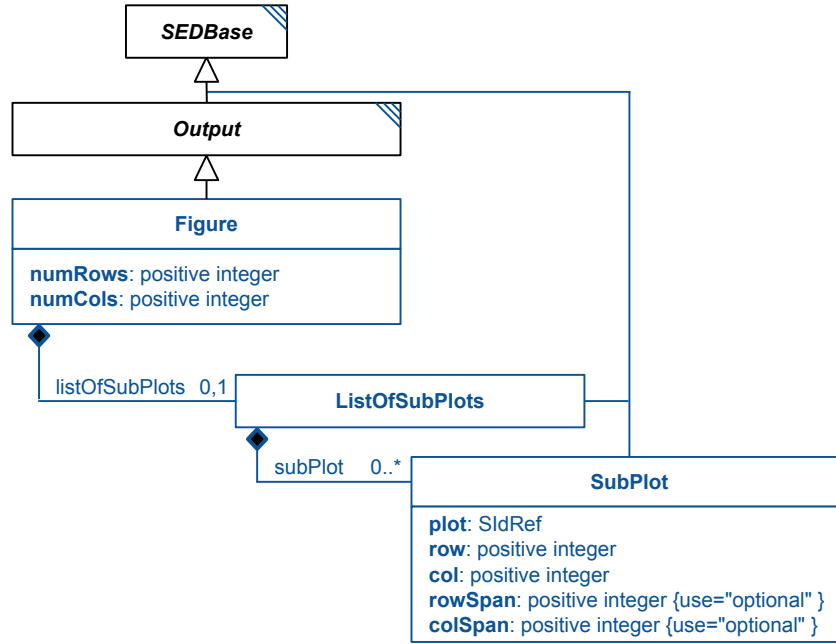 SEDBase
Output
Figure
numRows: positive integer
numCols: positive integer
listOfSubPlots 0,1
ListOfSubPlots
subPlot 0..*
SubPlot
plot: SIdRef
row: positive integer
col: positive integer
rowSpan: positive integer {use="optional" }
colSpan: positive integer {use="optional" }